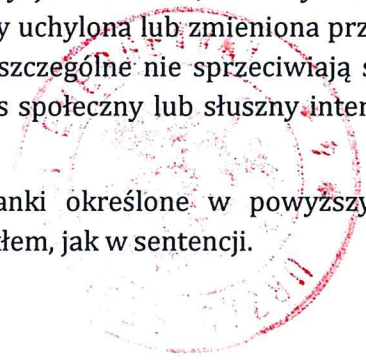 y uchylona lub zmieniona prz
szczególne nie sprzeciwiają s
s społeczny lub słuszny inter
anki określone w powyższy
łem, jak w sentencji.